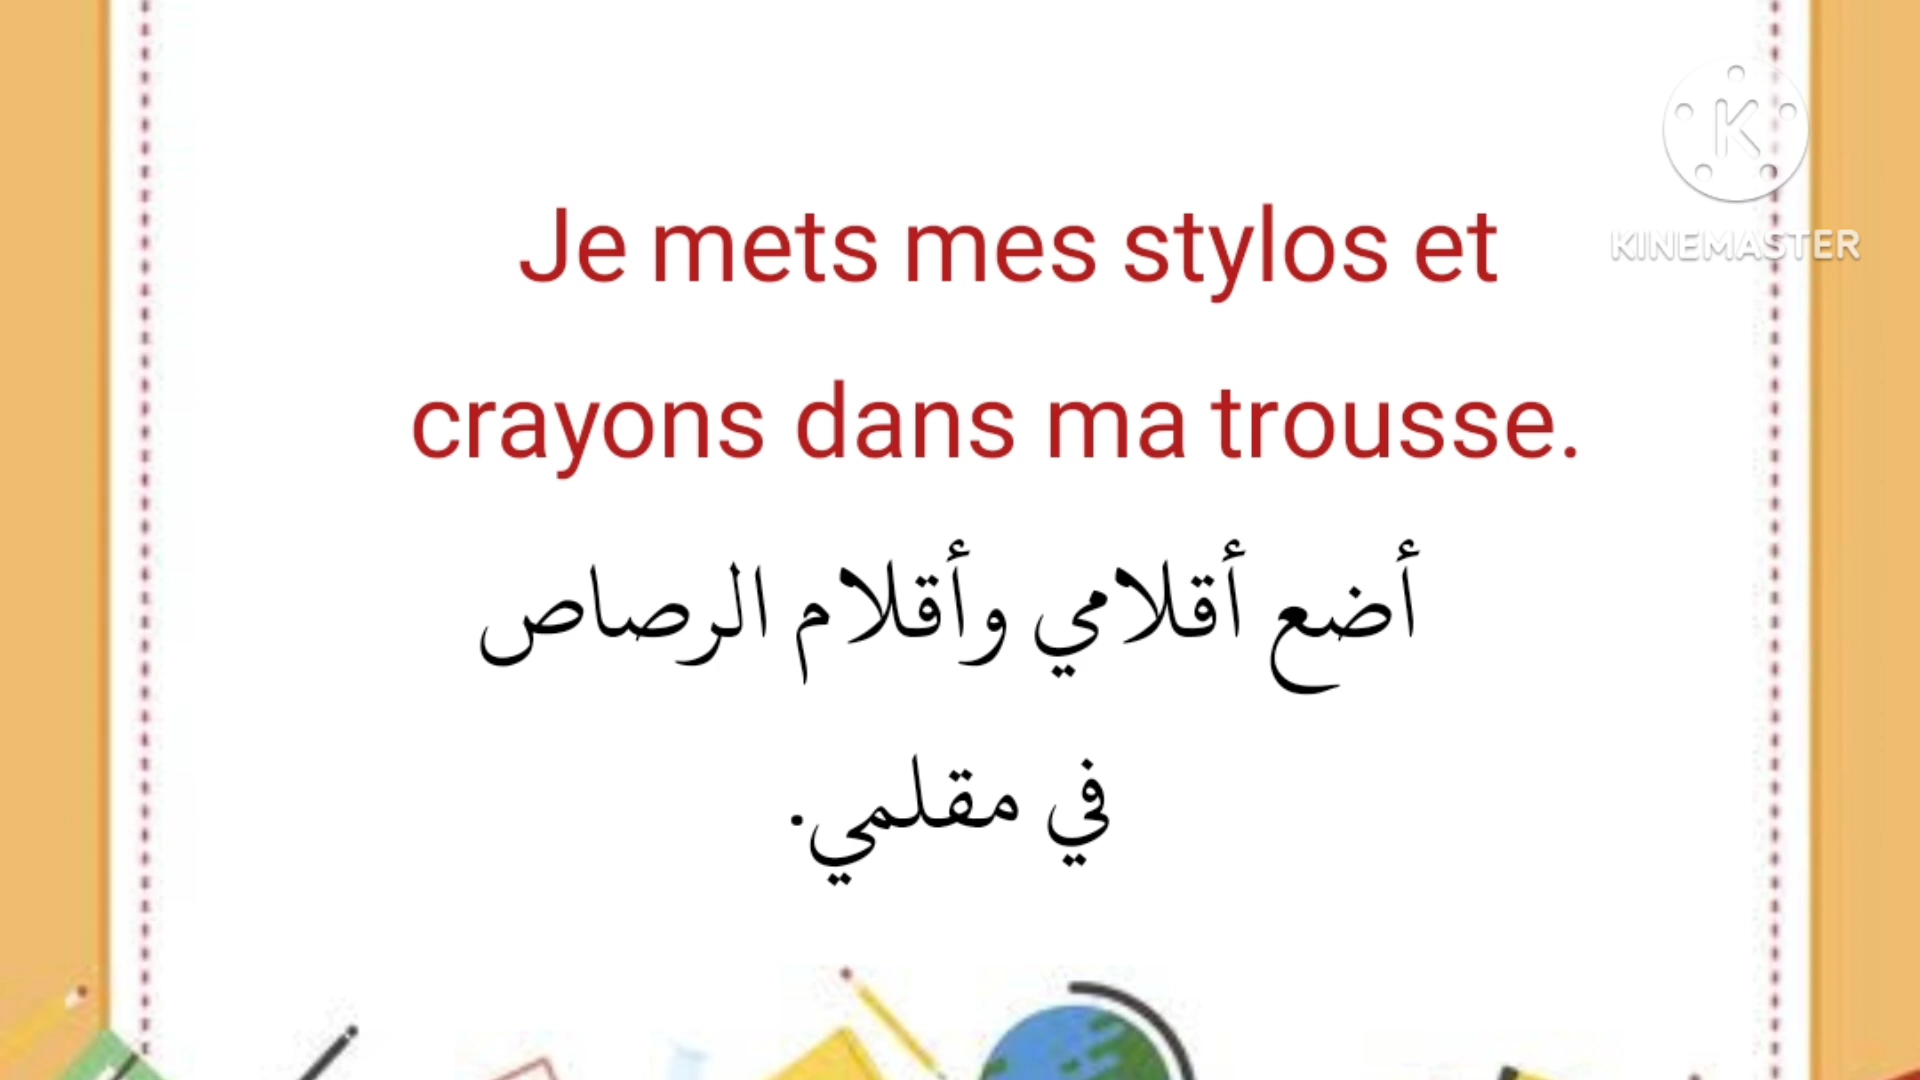 Je mets mes stylos et
crayons dans ma trousse.
أضع أقلامي وأقلام الرصاص
في مقلمي.
K
KINEMASTER